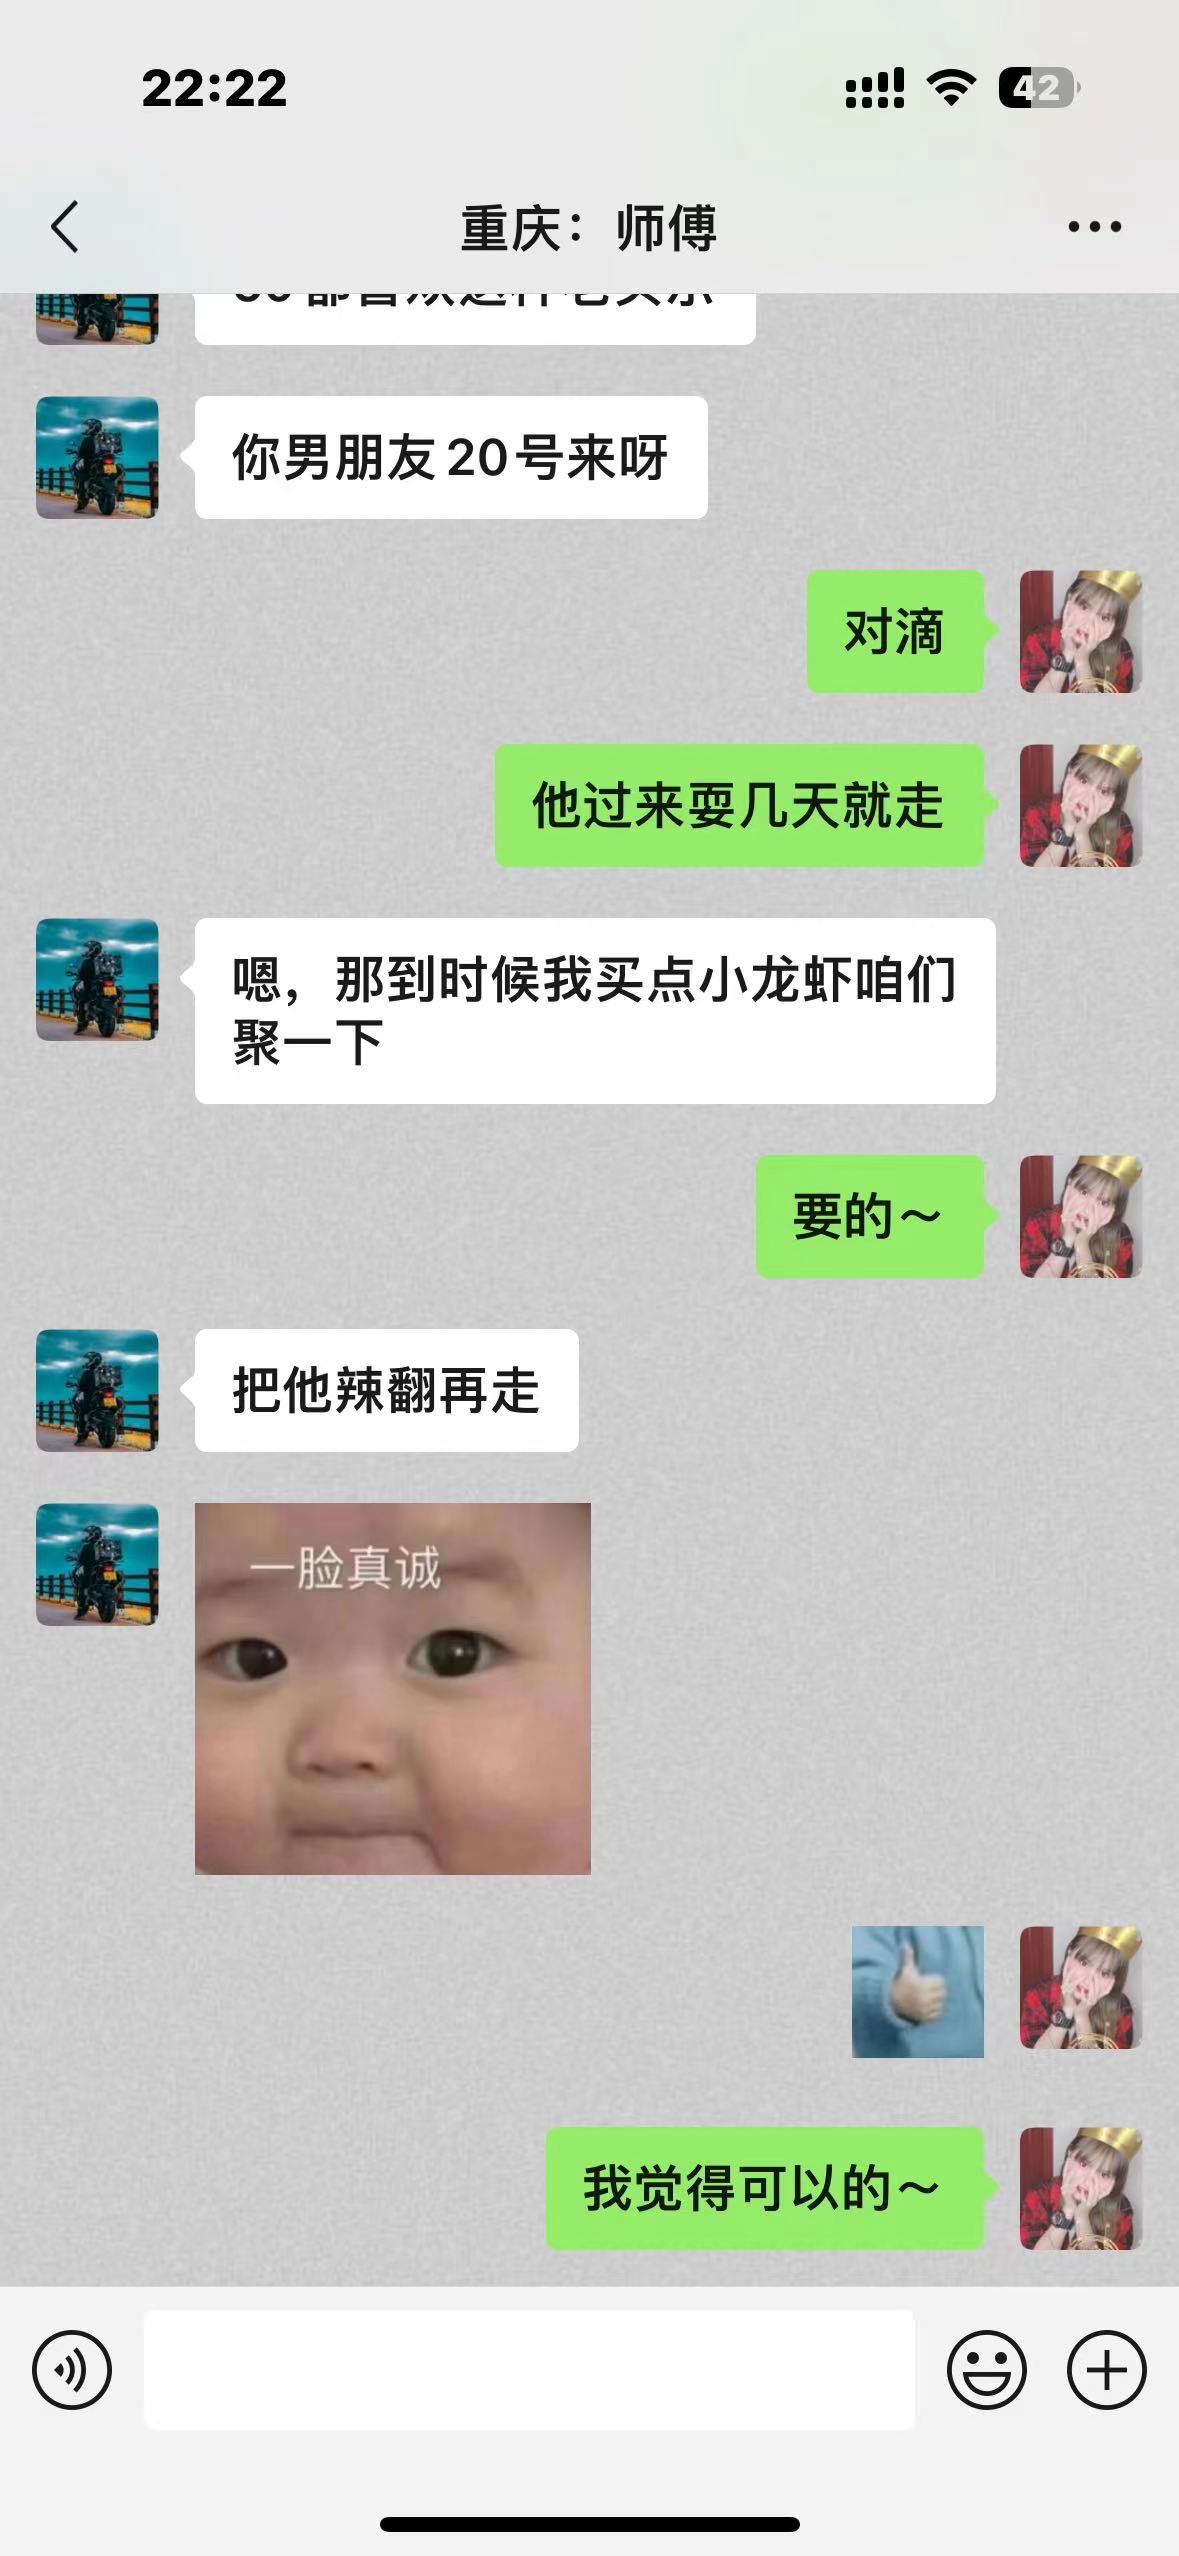 22:22
42
重庆：师傅
你男朋友20号来呀
对滴
他过来耍几天就走
嗯，那到时候我买点小龙虾咱们
聚一下
要的～
把他辣翻再走
一脸真诚
我觉得可以的～